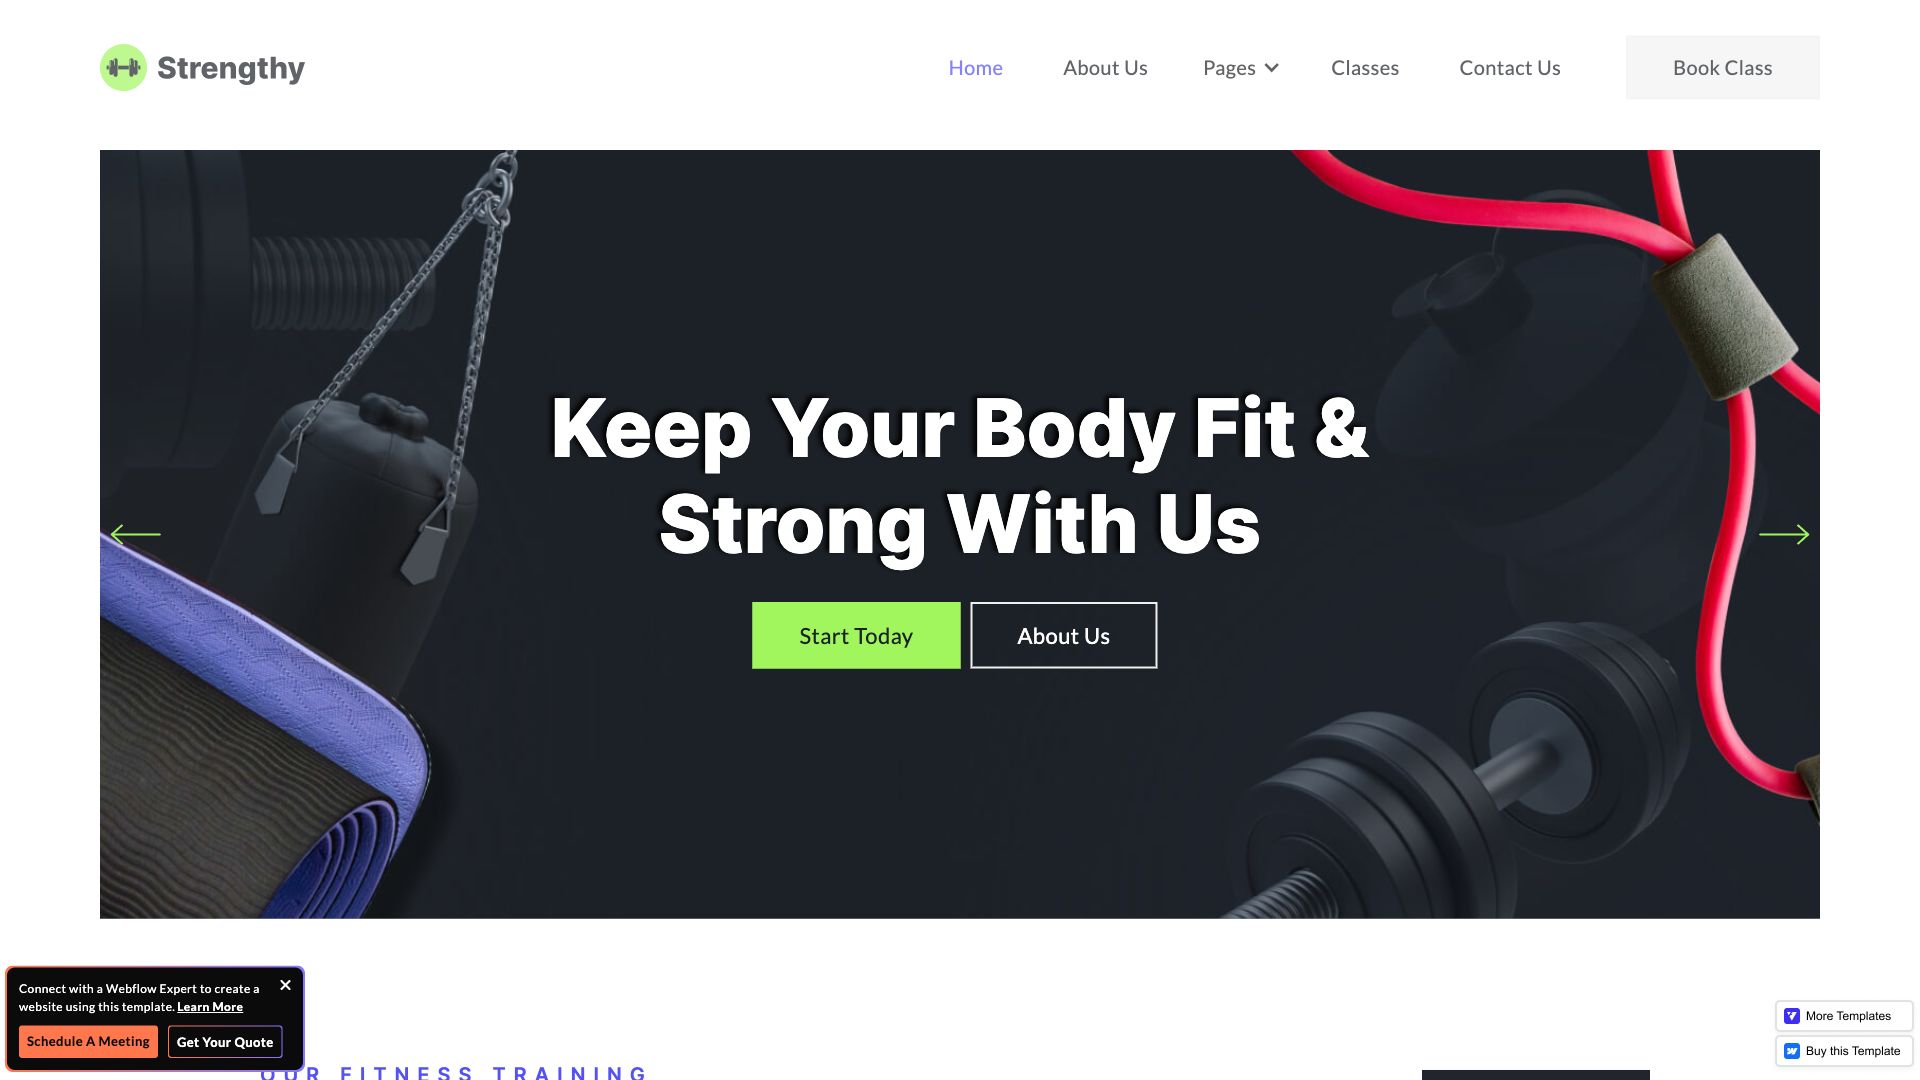 Strengthy
Home
About Us
Pages
Classes
Contact Us
Book Class
Keep Your Body Fit &
Strong With Us
Start Today
About Us
Connect with a Webflow Expert to create a
website using this template. Learn More
Schedule A Meeting
Get Your Quote
OUR FITNESS TRAINING
More Templates
Buy this Template